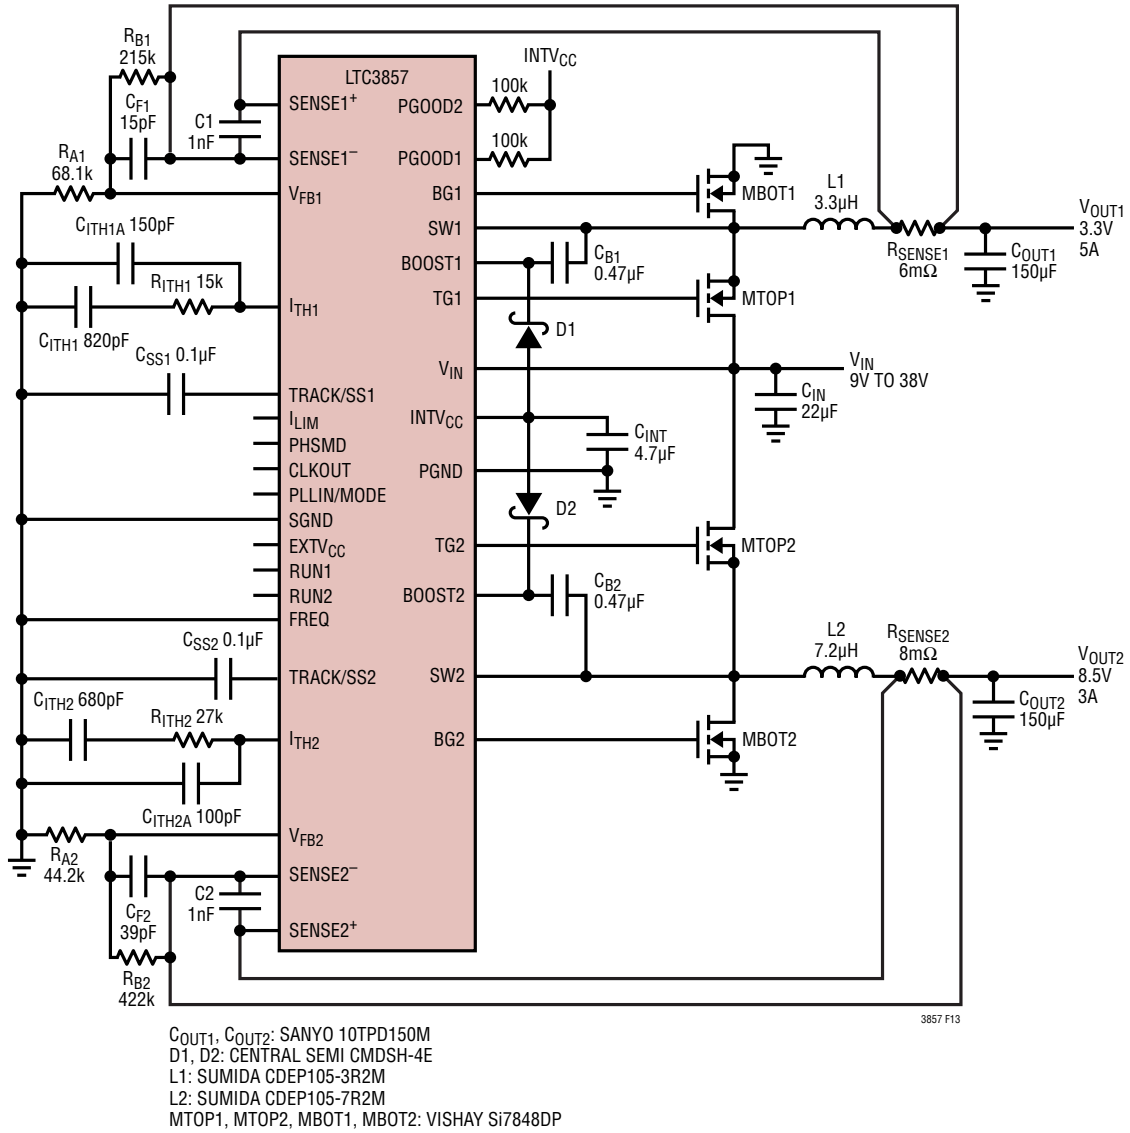 RB1
215k
CF1
15pF
RA1
68.1k
C1
1nF
CITH1A 150pF
RITH1 15k
CITH1 820pF
CSS1 0.1µF
CSS2 0.1µF
CITH2 680pF
RITH2 27k
CITH2A 100pF
RA2
44.2k
CF2
39pF
RB2
422k
C2
1nF
LTC3857
SENSE1+
SENSE1–
VFB1
ITH1
TRACK/SS1
ILIM
PHSMD
CLKOUT
PLLIN/MODE
SGND
EXTVCC
RUN1
RUN2
FREQ
TRACK/SS2
ITH2
VFB2
SENSE2–
SENSE2+
PGOOD2
PGOOD1
BG1
SW1
BOOST1
TG1
VIN
INTVCC
PGND
TG2
BOOST2
SW2
BG2
INTVCC
100k
100k
MBOT1
L1
3.3µH
CB1
0.47µF
MTOP1
D1
RSENSE1
6mΩ
COUT1
150µF
VOUT1
3.3V
5A
VIN
9V TO 38V
CIN
22µF
CINT
4.7µF
D2
MTOP2
CB2
0.47µF
L2
7.2µH
RSENSE2
8mΩ
VOUT2
8.5V
3A
COUT2
150µF
MBOT2
3857 F13
COUT1, COUT2: SANYO 10TPD150M
D1, D2: CENTRAL SEMI CMDSH-4E
L1: SUMIDA CDEP105-3R2M
L2: SUMIDA CDEP105-7R2M
MTOP1, MTOP2, MBOT1, MBOT2: VISHAY Si7848DP